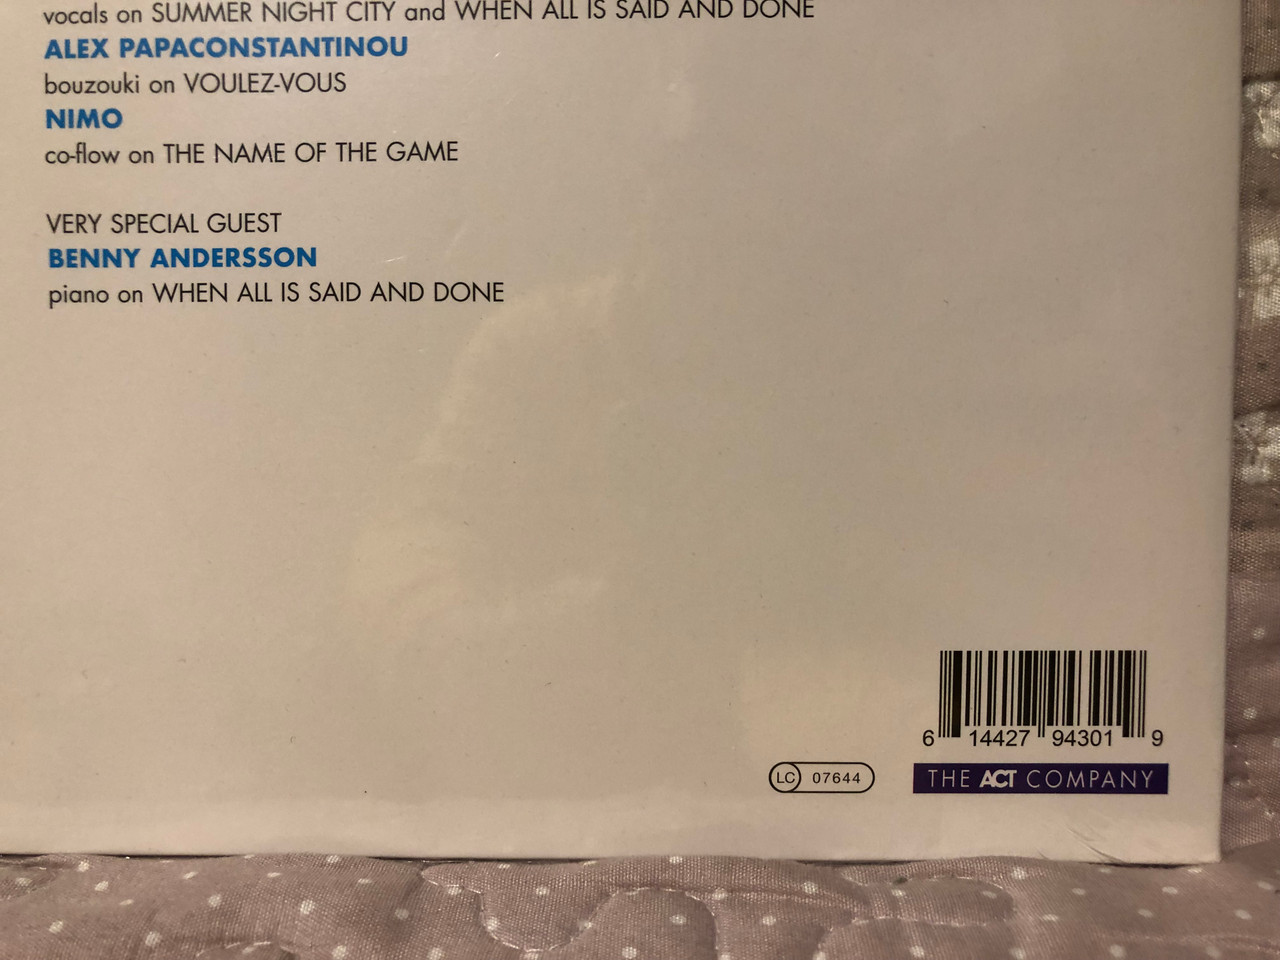 vocals on SUMMER NIGHT CITY and WHEN ALL IS SAID AND DONE
ALEX PAPACONSTANTINOU
bouzouki on VOULEZ-VOUS
NIMO
co-flow on THE NAME OF THE GAME
VERY SPECIAL GUEST
BENNY ANDERSSON
piano on WHEN ALL IS SAID AND DONE
6 14427 94301 9
LC 07644
THE ACT COMPANY